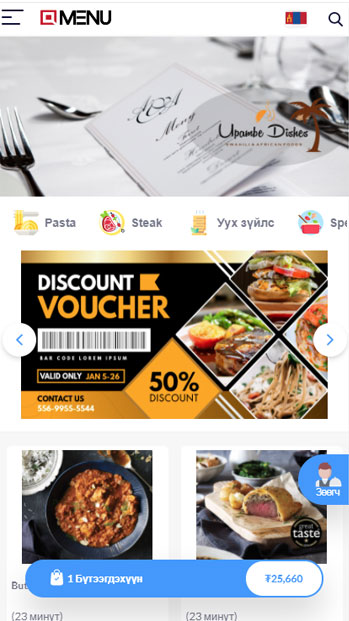 MENU
A&A
Menu
Upambe Dishes
SWAHILI & AFRICAN FOODS
Pasta
Steak
Уух зүйлс
Spe
DISCOUNT
VOUCHER
BAR CODE LOREM IPSUM
VALID ONLY JAN 5-26
CONTACT US
556-9955-5544
50%
DISCOUNT
great
taste
Зөөгч
1 Бүтээгдэхүүн
₮25,660
But
(23 минут)
(23 минут)